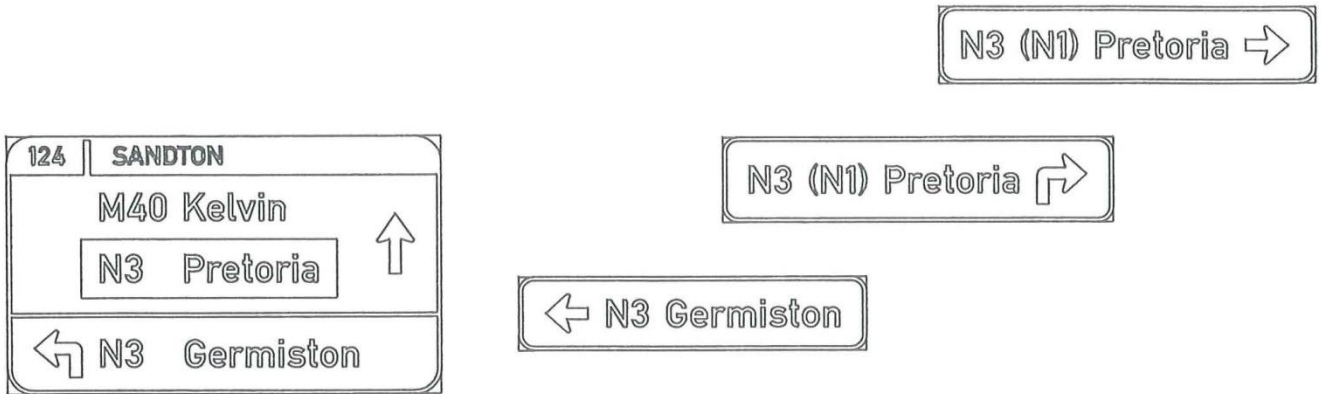 N3 (N1) Pretoria
N3 (N1) Pretoria
124 SANDTON
M40 Kelvin
N3 Pretoria
N3 Germiston
N3 Germiston